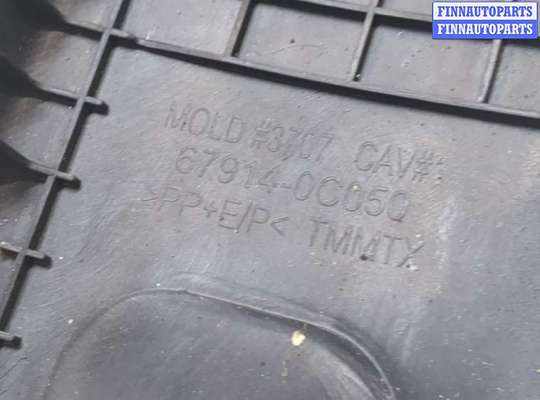 FINNAUTOPARTS
FINNAUTOPARTS
MOLD #3707 CAV#:
67914-0C050
>PP+E/P< TMMTX